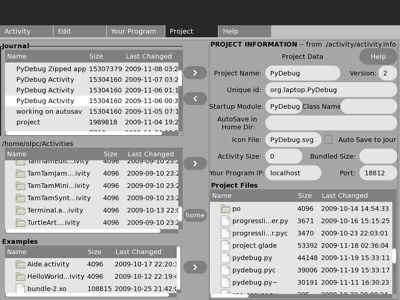 Activity Edit Your Program Project Help
Journal
Name Size Last Changed
PyDebug Zipped app 15307379 2009-11-08 03:2
PyDebug Activity 15304160 2009-11-07 03:2
PyDebug Activity 15304160 2009-11-06 01:1
PyDebug Activity 15304160 2009-11-06 00:3
working on autosav 15304160 2009-11-05 07:1
project 1989818 2009-11-04 19:2
/home/olpc/Activities
Name Size Last Changed
TamTamEdit...ivity 4096 2009-09-10 23:2
TamTamJam....ivity 4096 2009-09-10 23:2
TamTamMini...ivity 4096 2009-09-10 23:2
TamTamSynt...ivity 4096 2009-09-10 23:2
Terminal.a...ivity 4096 2009-09-13 02:0
TurtleArt....ivity 4096 2009-09-10 23:2
Examples
Name Size Last Changed
Aide.activity 4096 2009-10-17 22:20:
HelloWorld...ivity 4096 2009-10-12 22:19:4
bundle-2.xo 108815 2009-10-25 21:42:0
home
PROJECT INFORMATION -- from ./activity/activity.info
Project Data Help
Project Name: PyDebug Version: 2
Unique id: org.laptop.PyDebug
Startup Module: PyDebug Class Name
AutoSave in
Home Dir:
Icon File: PyDebug.svg Auto Save to Jour
Activity Size: 0 Bundled Size:
Your Program IP: localhost Port: 18812
Project Files
Name Size Last Changed
po 4096 2009-10-14 14:54:33
progressli...er.py 3671 2009-10-16 15:15:25
progressli...r.pyc 3470 2009-10-23 22:03:01
project.glade 53392 2009-11-18 02:36:04
pydebug.py 44148 2009-11-19 15:33:11
pydebug.pyc 39006 2009-11-19 15:33:17
pydebug.py~ 30191 2009-11-11 16:30:23